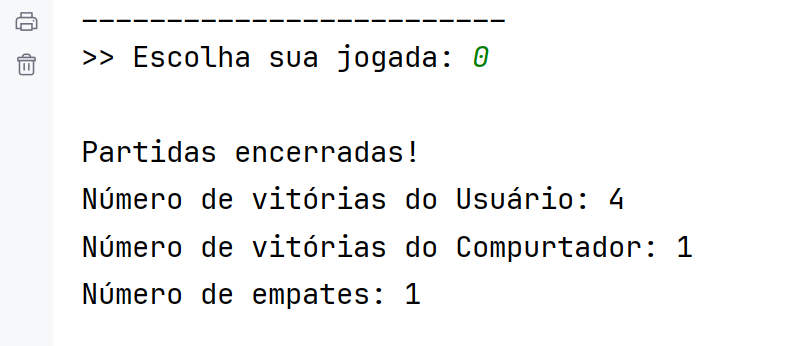 -------------------------
>> Escolha sua jogada: 0
Partidas encerradas!
Número de vitórias do Usuário: 4
Número de vitórias do Compurtador: 1
Número de empates: 1